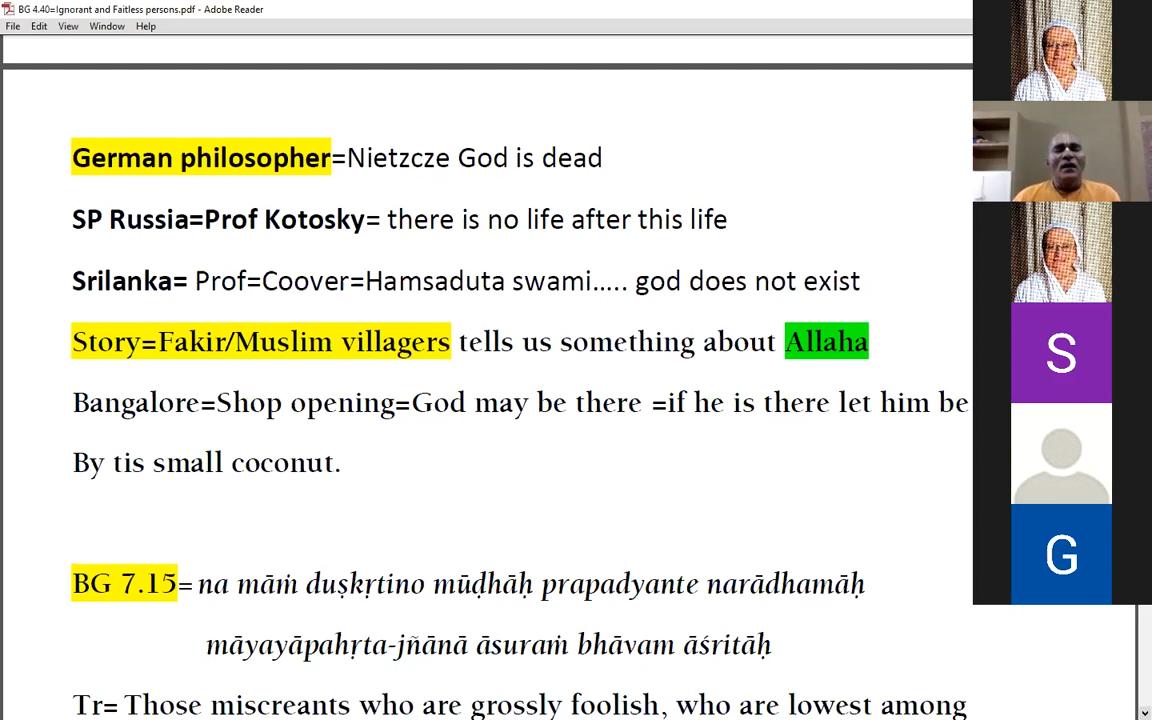 BG 4.40=Ignorant and Faitless persons.pdf - Adobe Reader
File Edit View Window Help
German philosopher=Nietzcze God is dead
SP Russia=Prof Kotosky= there is no life after this life
Srilanka= Prof=Coover=Hamsaduta swami..... god does not exist
Story=Fakir/Muslim villagers tells us something about Allaha
Bangalore=Shop opening=God may be there =if he is there let him be
By tis small coconut.
BG 7.15= na māṁ duṣkṛtino mūḍhāḥ prapadyante narādhamāḥ
māyayāpahṛta-jñānā āsuraṁ bhāvam āśritāḥ
Tr= Those miscreants who are grossly foolish, who are lowest among
S
G